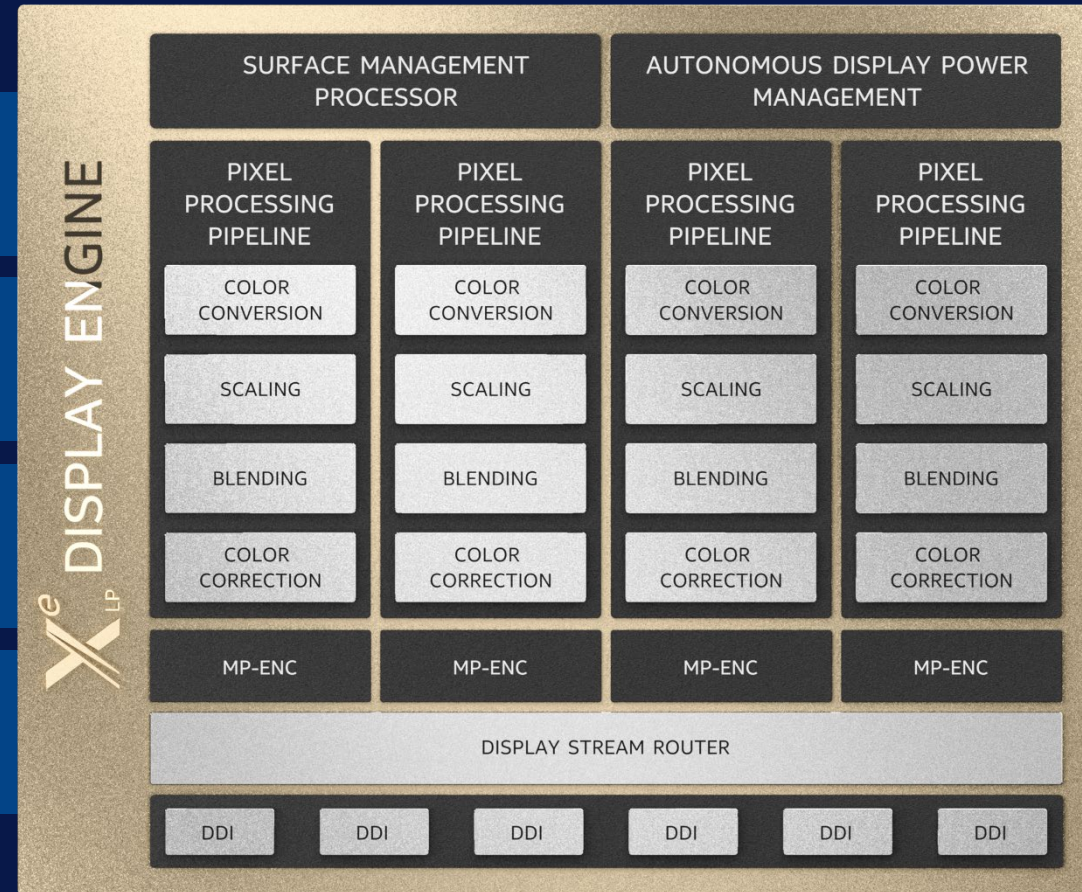 SURFACE MANAGEMENT
PROCESSOR
AUTONOMOUS DISPLAY POWER
MANAGEMENT
Xe LP DISPLAY ENGINE
PIXEL
PROCESSING
PIPELINE
COLOR
CONVERSION
SCALING
BLENDING
COLOR
CORRECTION
PIXEL
PROCESSING
PIPELINE
COLOR
CONVERSION
SCALING
BLENDING
COLOR
CORRECTION
PIXEL
PROCESSING
PIPELINE
COLOR
CONVERSION
SCALING
BLENDING
COLOR
CORRECTION
PIXEL
PROCESSING
PIPELINE
COLOR
CONVERSION
SCALING
BLENDING
COLOR
CORRECTION
MP-ENC
MP-ENC
MP-ENC
MP-ENC
DISPLAY STREAM ROUTER
DDI
DDI
DDI
DDI
DDI
DDI